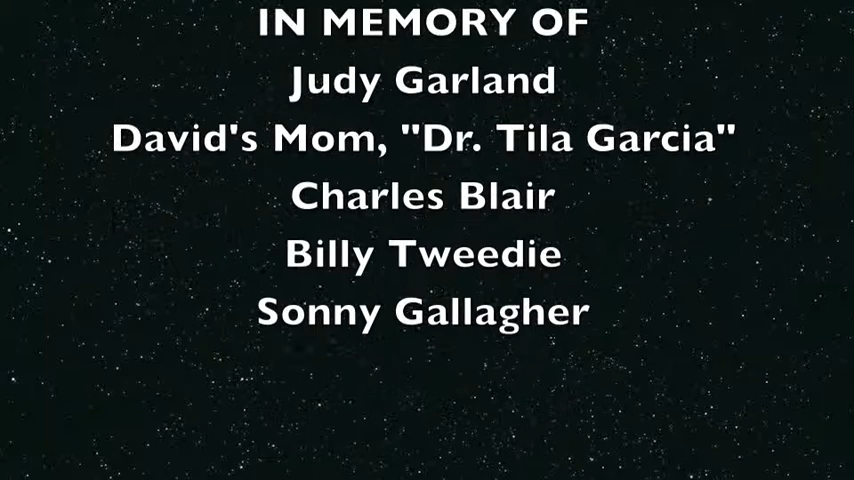 IN MEMORY OF
Judy Garland
David's Mom, "Dr. Tila Garcia"
Charles Blair
Billy Tweedie
Sonny Gallagher